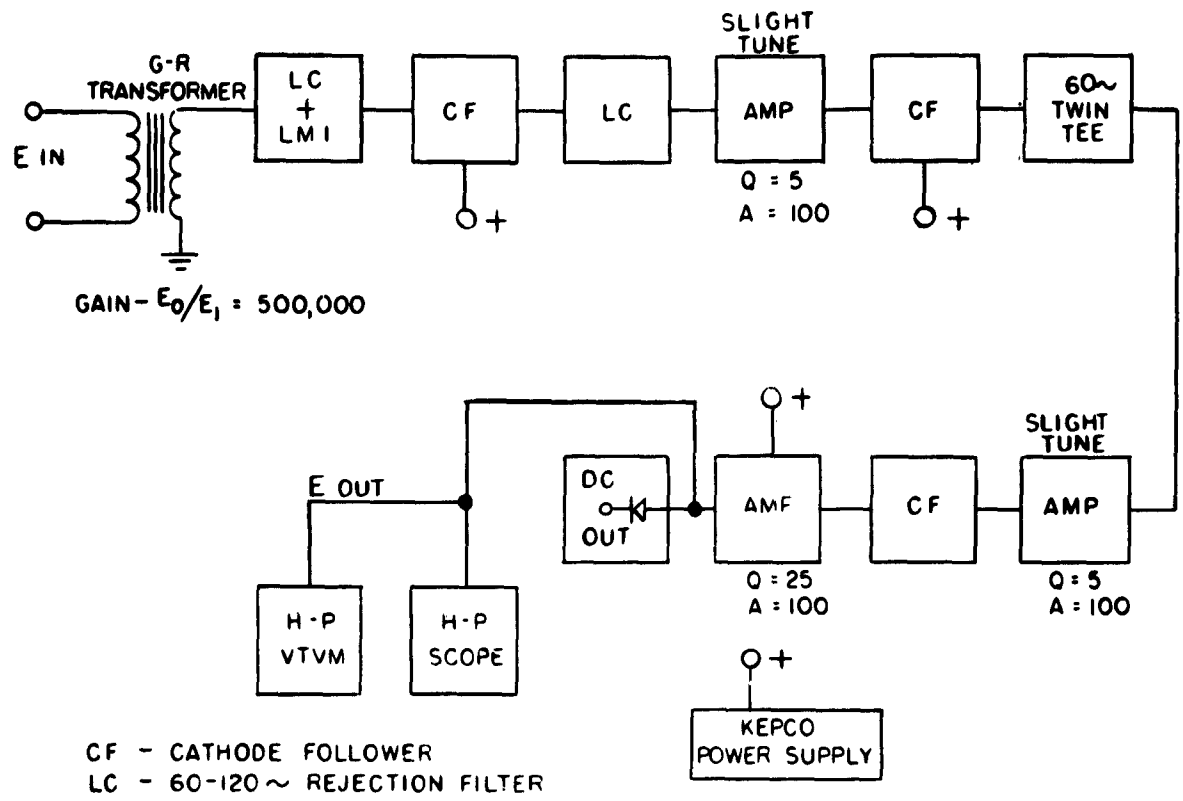 G-R
TRANSFORMER
E IN
GAIN - E₀/E₁ = 500,000
LC
+
LM1
CF
+
LC
SLIGHT
TUNE
AMP
Q = 5
A = 100
CF
+
60~
TWIN
TEE
SLIGHT
TUNE
AMP
Q = 5
A = 100
CF
+
AMF
Q = 25
A = 100
DC
OUT
E OUT
H-P
VTVM
H-P
SCOPE
+
KEPCO
POWER SUPPLY
CF - CATHODE FOLLOWER
LC - 60-120~ REJECTION FILTER